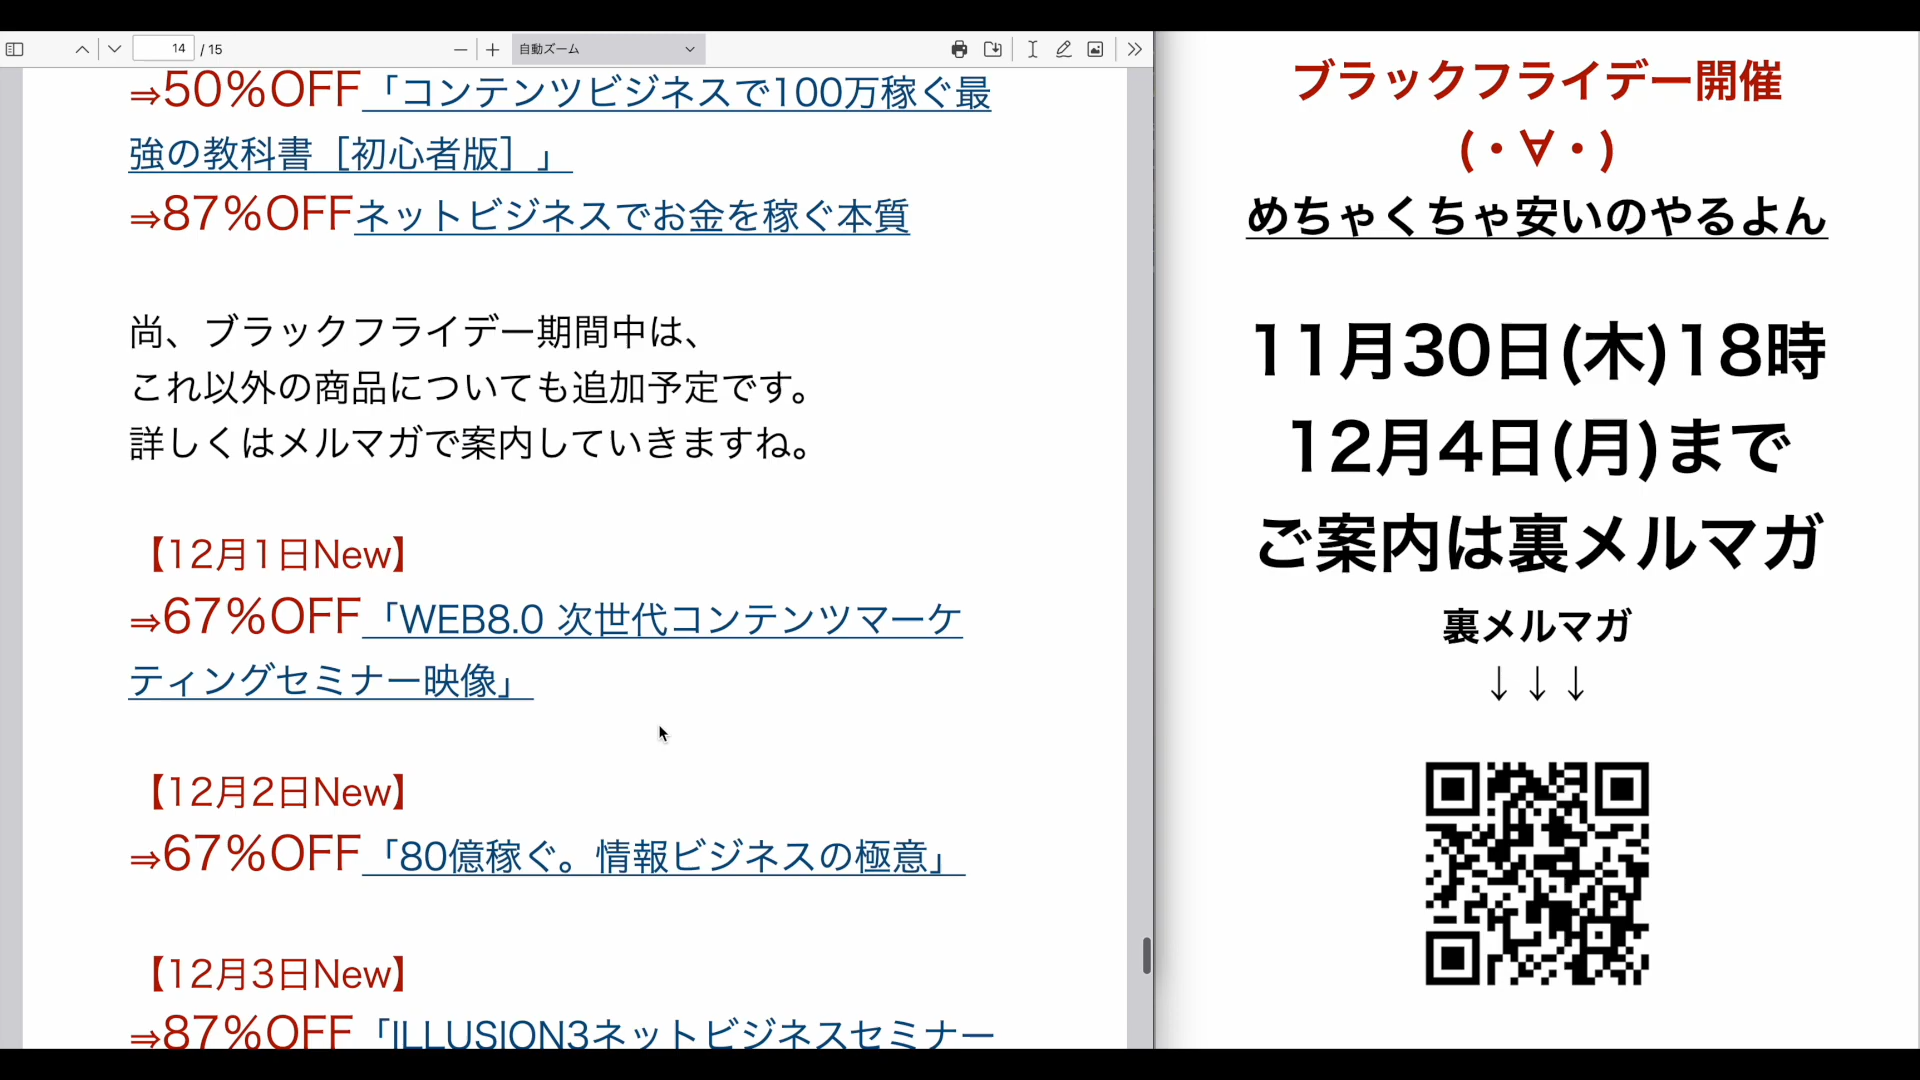 14 / 15
自動ズーム
⇒50%OFF「コンテンツビジネスで100万稼ぐ最
強の教科書［初心者版］」
⇒87%OFFネットビジネスでお金を稼ぐ本質
尚、ブラックフライデー期間中は、
これ以外の商品についても追加予定です。
詳しくはメルマガで案内していきますね。
【12月1日New】
⇒67%OFF「WEB8.0 次世代コンテンツマーケ
ティングセミナー映像」
【12月2日New】
⇒67%OFF「80億稼ぐ。情報ビジネスの極意」
【12月3日New】
⇒87%OFF「ILLUSION3ネットビジネスセミナー
ブラックフライデー開催
(・∀・)
めちゃくちゃ安いのやるよん
11月30日(木)18時
12月4日(月)まで
ご案内は裏メルマガ
裏メルマガ
↓↓↓